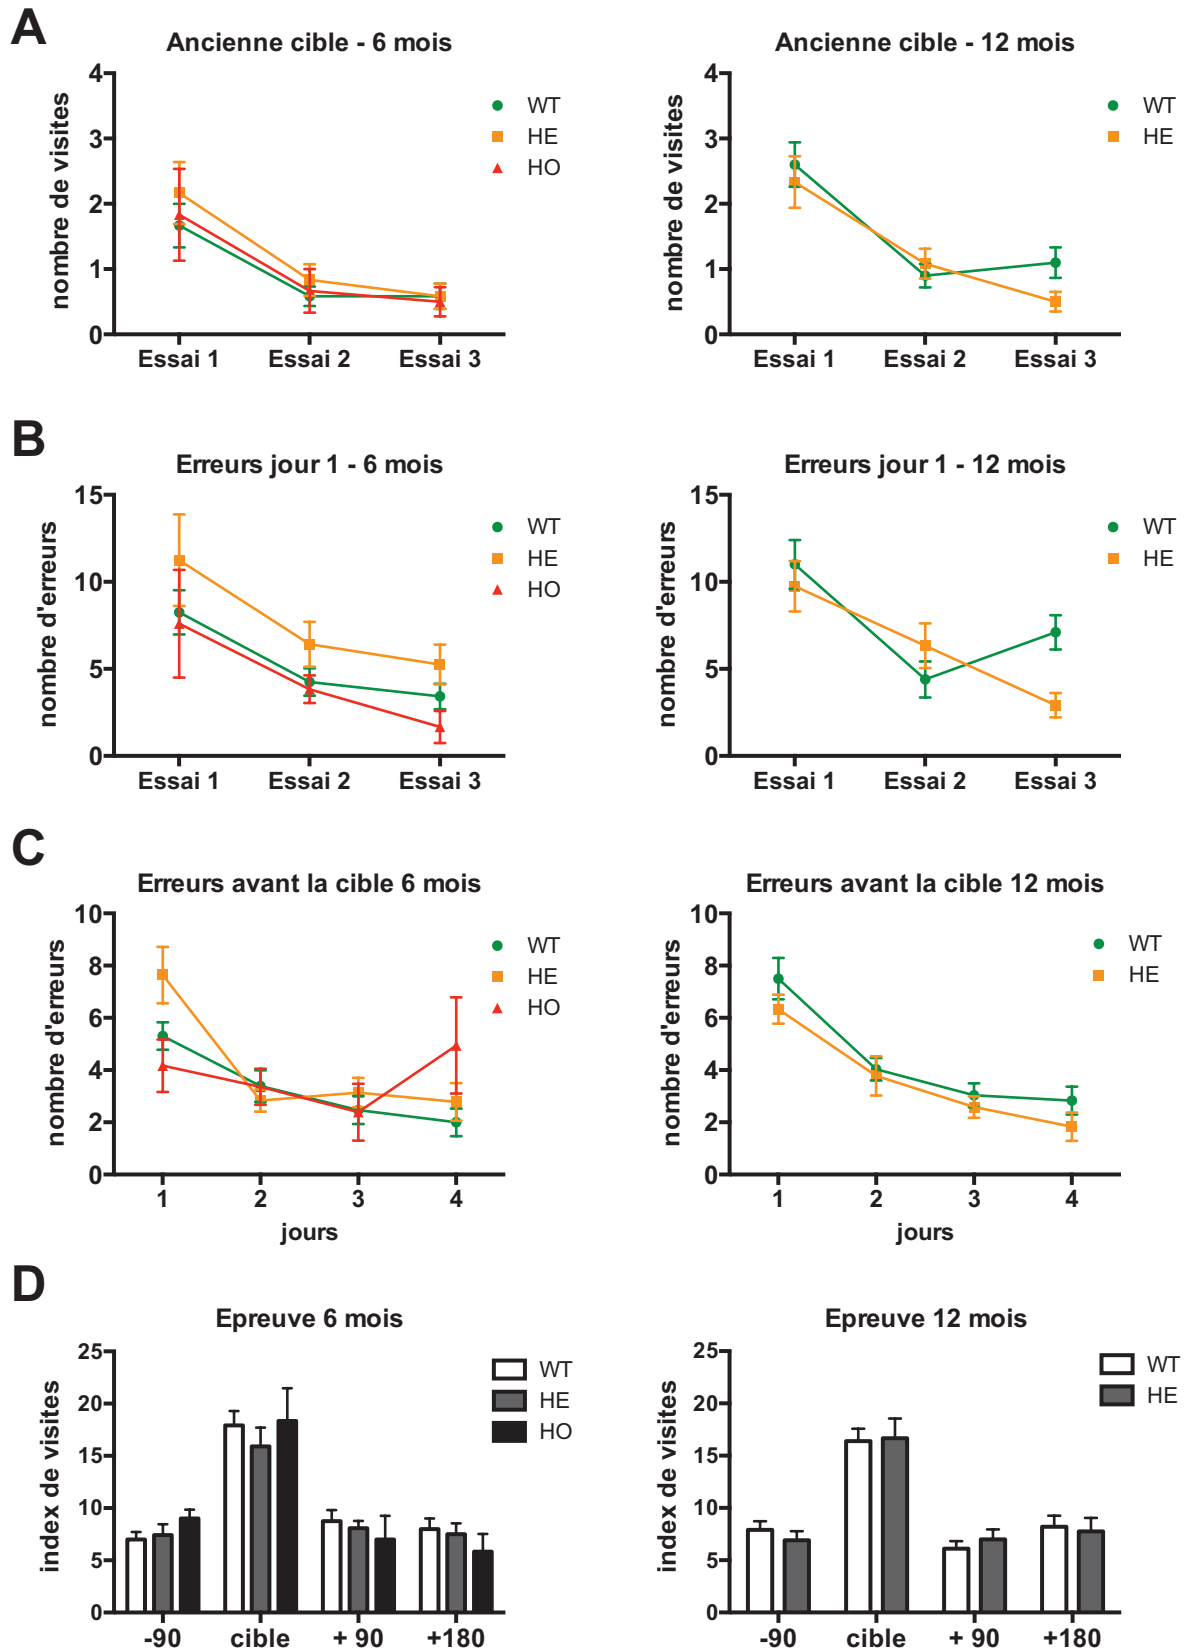 A
Ancienne cible - 6 mois
nombre de visites
4
3
2
1
0
Essai 1 Essai 2 Essai 3
WT
HE
HO
Ancienne cible - 12 mois
nombre de visites
4
3
2
1
0
Essai 1 Essai 2 Essai 3
WT
HE
B
Erreurs jour 1 - 6 mois
nombre d'erreurs
15
10
5
0
Essai 1 Essai 2 Essai 3
WT
HE
HO
Erreurs jour 1 - 12 mois
nombre d'erreurs
15
10
5
0
Essai 1 Essai 2 Essai 3
WT
HE
C
Erreurs avant la cible 6 mois
nombre d'erreurs
10
8
6
4
2
0
1 2 3 4
jours
WT
HE
HO
Erreurs avant la cible 12 mois
nombre d'erreurs
10
8
6
4
2
0
1 2 3 4
jours
WT
HE
D
Epreuve 6 mois
index de visites
25
20
15
10
5
0
-90 cible + 90 +180
WT
HE
HO
Epreuve 12 mois
index de visites
25
20
15
10
5
0
-90 cible + 90 +180
WT
HE